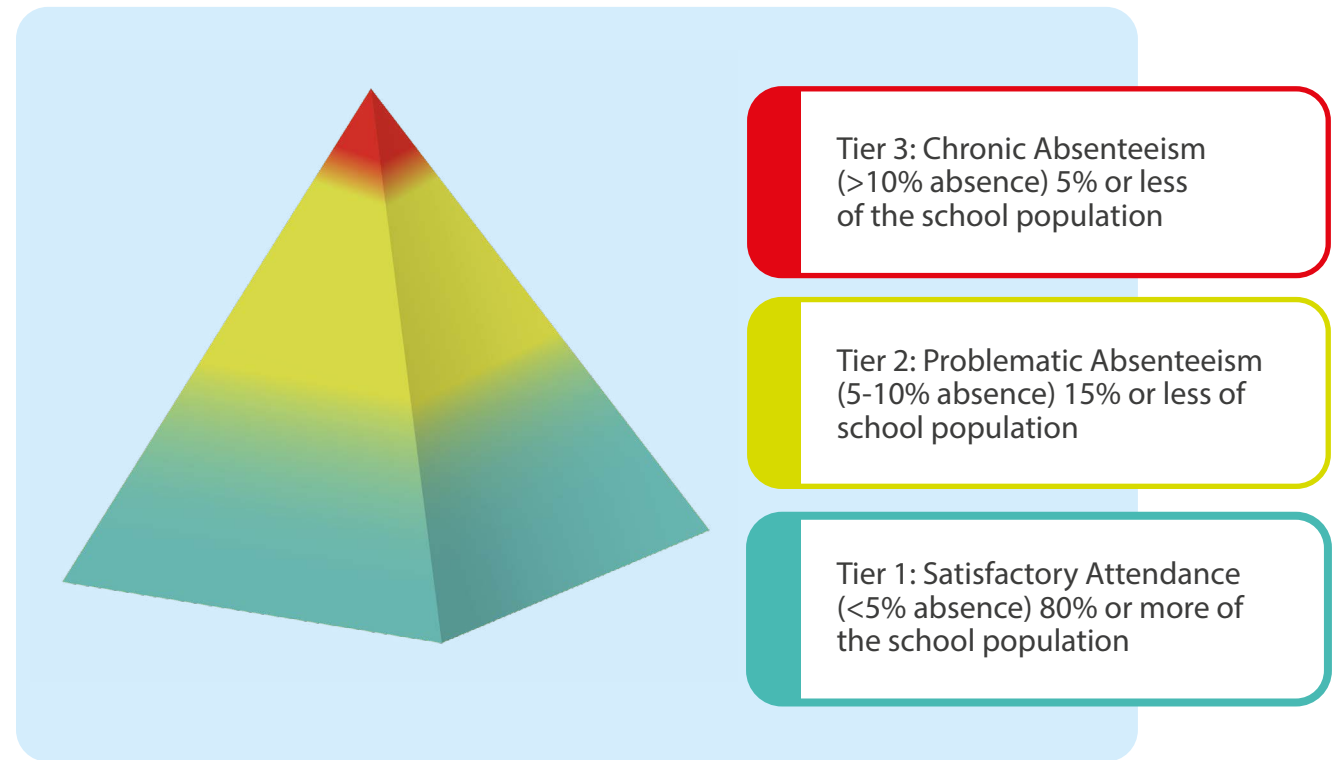 Tier 3: Chronic Absenteeism
(>10% absence) 5% or less
of the school population
Tier 2: Problematic Absenteeism
(5-10% absence) 15% or less of
school population
Tier 1: Satisfactory Attendance
(<5% absence) 80% or more of
the school population